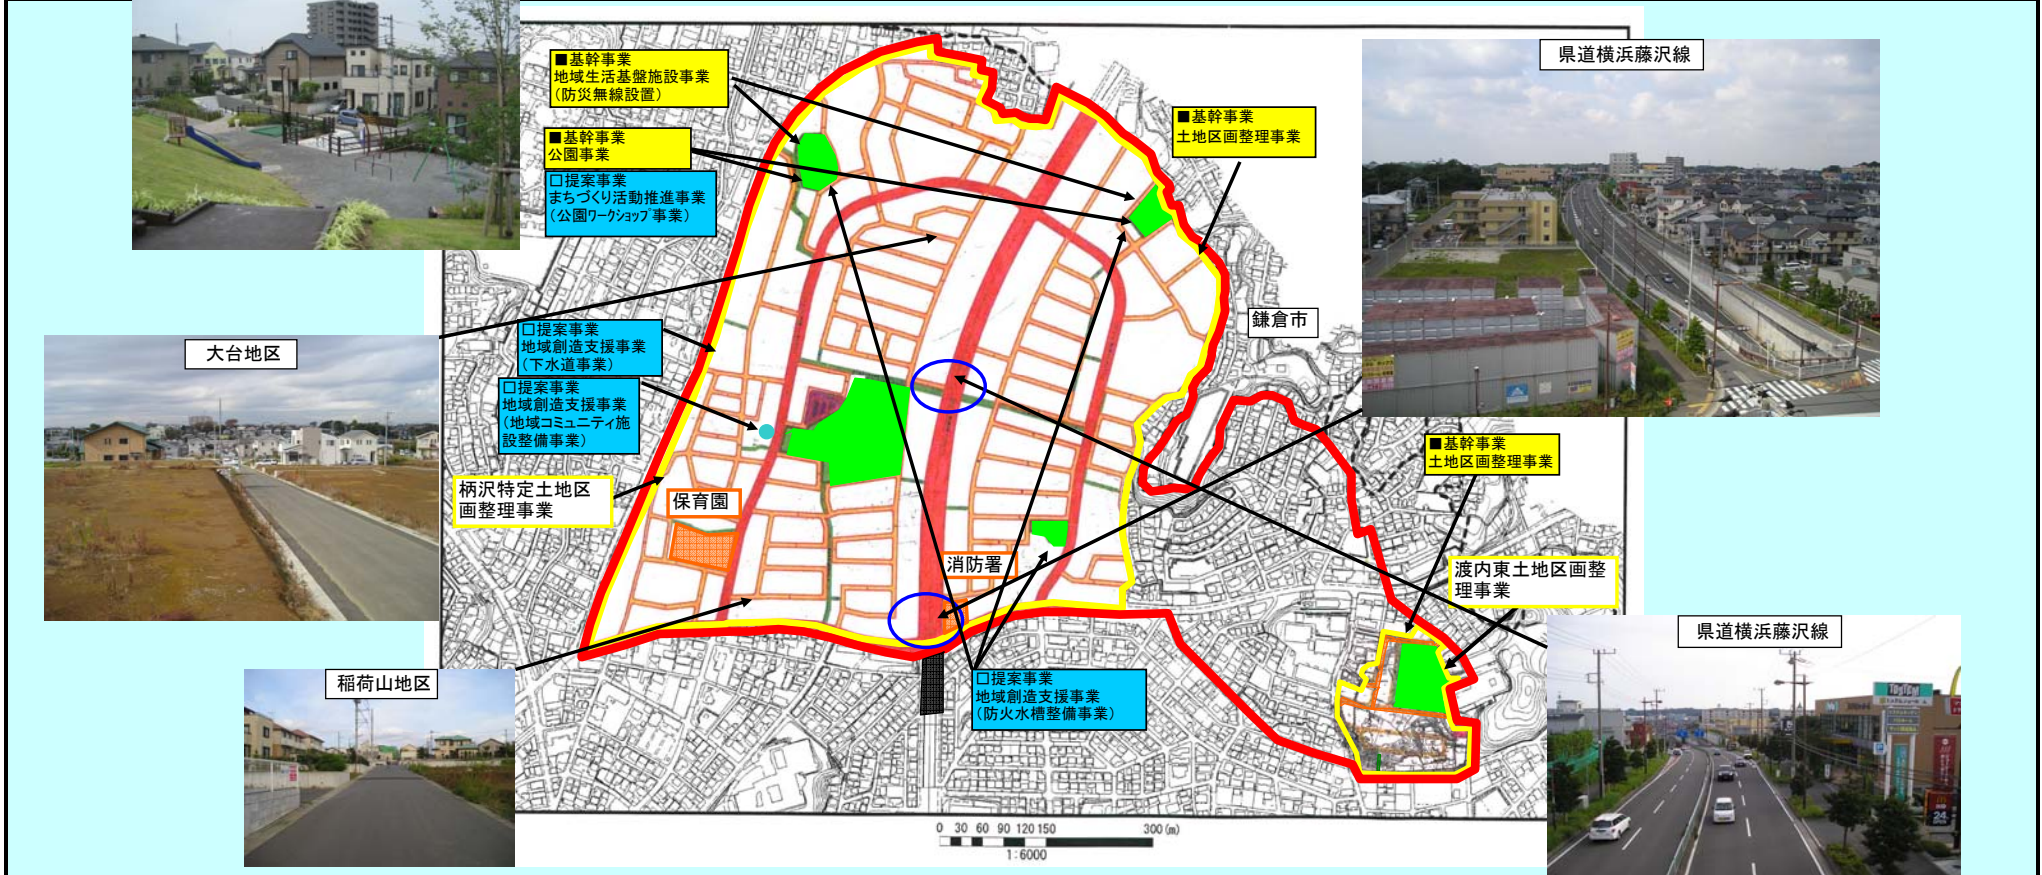 ■基幹事業
地域生活基盤施設事業
(防災無線設置)
■基幹事業
公園事業
□提案事業
まちづくり活動推進事業
(公園ワークショップ事業)
■基幹事業
土地区画整理事業
県道横浜藤沢線
鎌倉市
□提案事業
地域創造支援事業
(下水道事業)
□提案事業
地域創造支援事業
(地域コミュニティ施
設整備事業)
大台地区
柄沢特定土地区
画整理事業
保育園
消防署
■基幹事業
土地区画整理事業
渡内東土地区画整
理事業
□提案事業
地域創造支援事業
(防火水槽整備事業)
稲荷山地区
県道横浜藤沢線
0 30 60 90 120 150 300(m)
1:6000